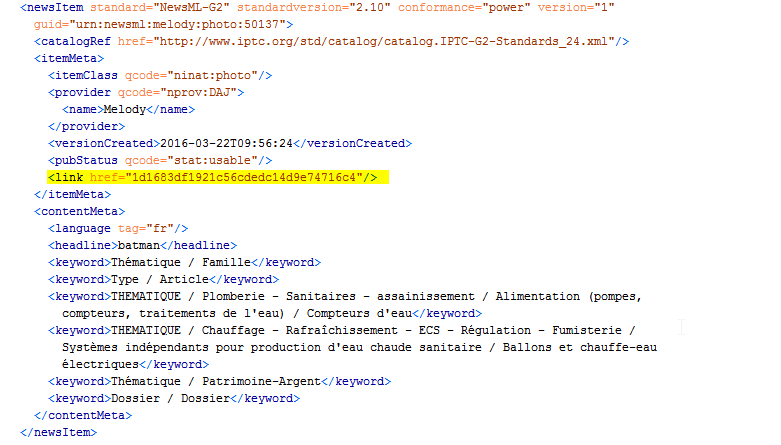 <newsItem standard="NewsML-G2" standardversion="2.10" conformance="power" version="1"
guid="urn:newsml:melody:photo:50137">
<catalogRef href="http://www.iptc.org/std/catalog/catalog.IPTC-G2-Standards_24.xml"/>
<itemMeta>
<itemClass qcode="ninat:photo"/>
<provider qcode="nprov:DAJ">
<name>Melody</name>
</provider>
<versionCreated>2016-03-22T09:56:24</versionCreated>
<pubStatus qcode="stat:usable"/>
<link href="1d1683df1921c56cdedc14d9e74716c4"/>
</itemMeta>
<contentMeta>
<language tag="fr"/>
<headline>batman</headline>
<keyword>Thématique / Famille</keyword>
<keyword>Type / Article</keyword>
<keyword>THEMATIQUE / Plomberie - Sanitaires - assainissement / Alimentation (pompes,
compteurs, traitements de l'eau) / Compteurs d'eau</keyword>
<keyword>THEMATIQUE / Chauffage - Rafraîchissement - ECS - Régulation - Fumisterie /
Systèmes indépendants pour production d'eau chaude sanitaire / Ballons et chauffe-eau
électriques</keyword>
<keyword>Thématique / Patrimoine-Argent</keyword>
<keyword>Dossier / Dossier</keyword>
</contentMeta>
</newsItem>